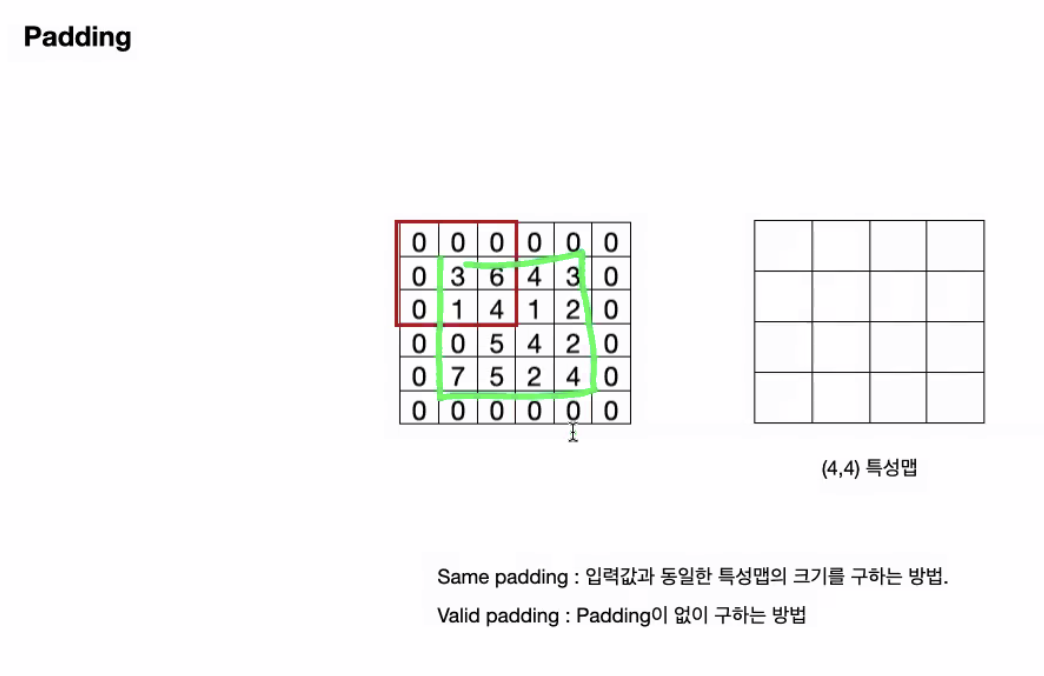 Padding
0 0 0 0 0 0
0 3 6 4 3 0
0 1 4 1 2 0
0 0 5 4 2 0
0 7 5 2 4 0
0 0 0 0 0 0
(4,4) 특성맵
Same padding : 입력값과 동일한 특성맵의 크기를 구하는 방법.
Valid padding : Padding이 없이 구하는 방법